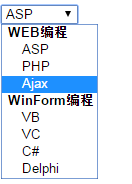 ASP
WEB编程
ASP
PHP
Ajax
WinForm编程
VB
VC
C#
Delphi